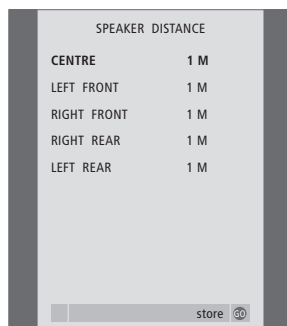 SPEAKER DISTANCE
CENTRE 1 M
LEFT FRONT 1 M
RIGHT FRONT 1 M
RIGHT REAR 1 M
LEFT REAR 1 M
store GO